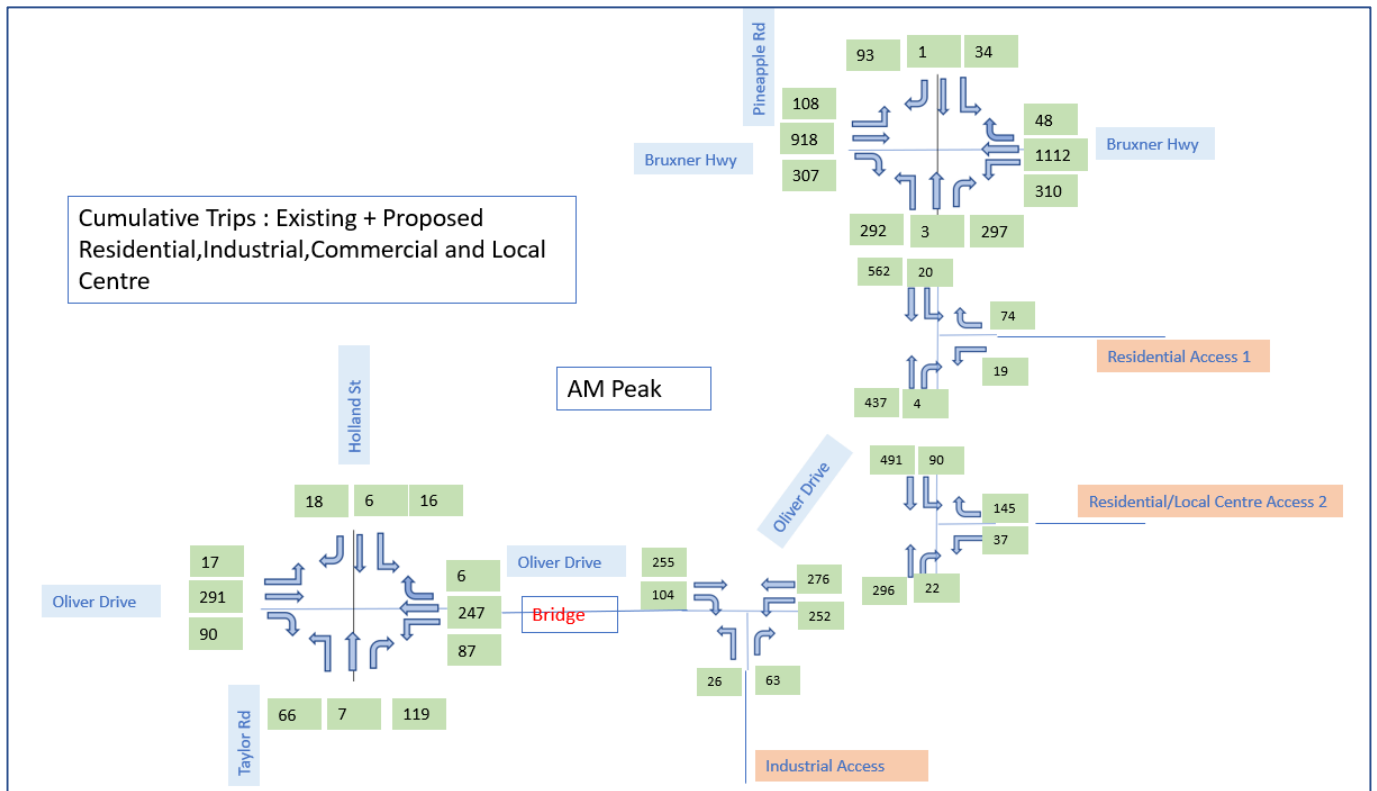 Pineapple Rd
93
1
34
108
918
307
Bruxner Hwy
48
1112
310
Bruxner Hwy
292
3
297
Cumulative Trips : Existing + Proposed
Residential,Industrial,Commercial and Local
Centre
562
20
74
19
Residential Access 1
437
4
AM Peak
Holland St
Oliver Drive
491
90
145
37
Residential/Local Centre Access 2
296
22
18
6
16
17
291
90
Oliver Drive
6
247
87
Oliver Drive
Bridge
255
104
276
252
26
63
66
7
119
Taylor Rd
Industrial Access